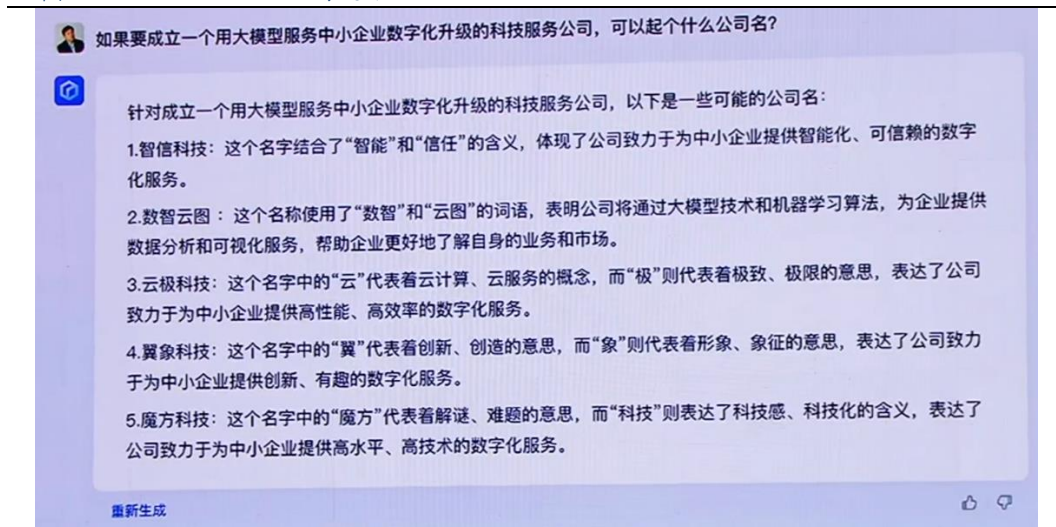 如果要成立一个用大模型服务中小企业数字化升级的科技服务公司，可以起个什么公司名？
针对成立一个用大模型服务中小企业数字化升级的科技服务公司，以下是一些可能的公司名：
1.智信科技：这个名字结合了“智能”和“信任”的含义，体现了公司致力于为中小企业提供智能化、可信赖的数字
化服务。
2.数智云图 ：这个名称使用了“数智”和“云图”的词语，表明公司将通过大模型技术和机器学习算法，为企业提供
数据分析和可视化服务，帮助企业更好地了解自身的业务和市场。
3.云极科技：这个名字中的“云”代表着云计算、云服务的概念，而“极”则代表着极致、极限的意思，表达了公司
致力于为中小企业提供高性能、高效率的数字化服务。
4.翼象科技：这个名字中的“翼”代表着创新、创造的意思，而“象”则代表着形象、象征的意思，表达了公司致力
于为中小企业提供创新、有趣的数字化服务。
5.魔方科技：这个名字中的“魔方”代表着解谜、难题的意思，而“科技”则表达了科技感、科技化的含义，表达了
公司致力于为中小企业提供高水平、高技术的数字化服务。
重新生成